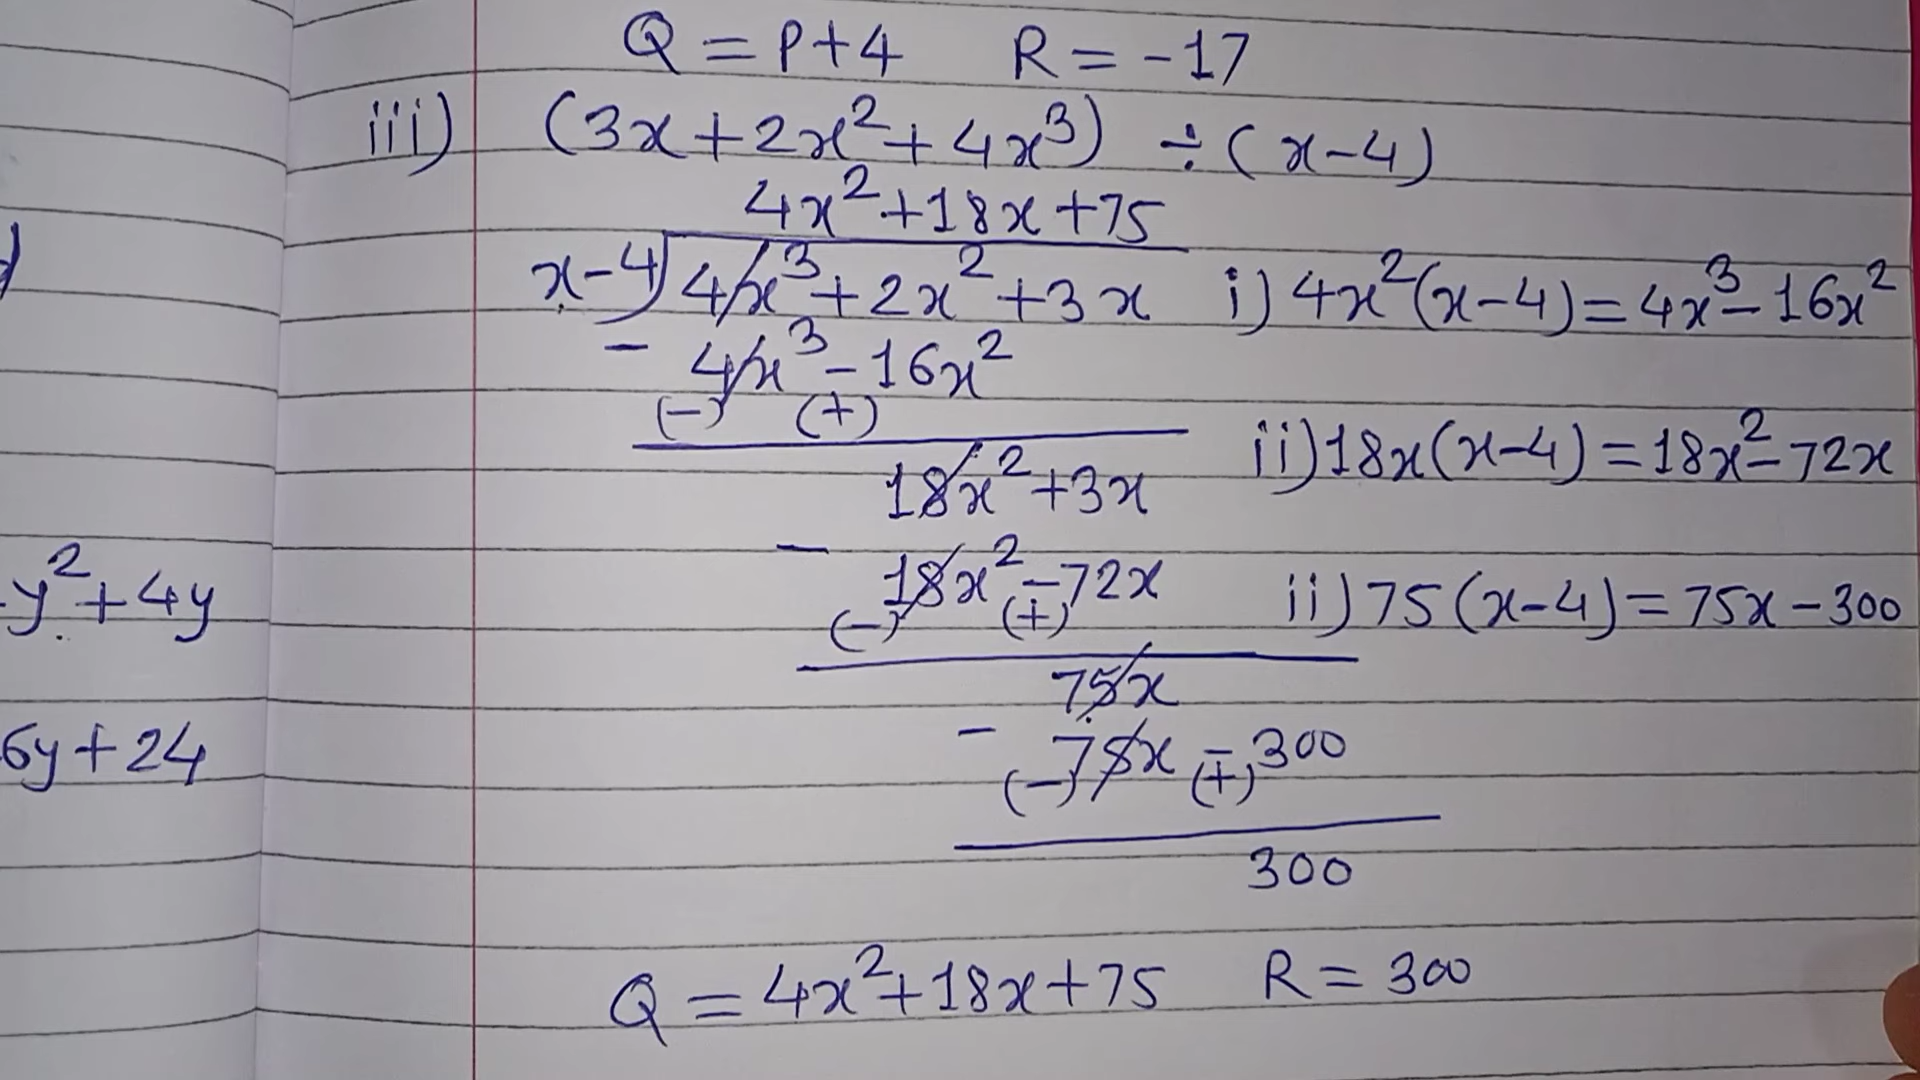 Q = P+4 R = -17
iii) (3x+2x²+4x³) ÷ (x-4)
4x²+18x+75
x-4) 4x³+2x²+3x i) 4x²(x-4)=4x³-16x²
- 4x³-16x²
(-) (+)
18x²+3x ii) 18x(x-4)=18x²-72x
- 18x²-72x ii) 75(x-4)=75x-300
(-) (+)
75x
- 75x-300
(-) (+)
300
Q = 4x²+18x+75 R = 300
y²+4y
6y+24